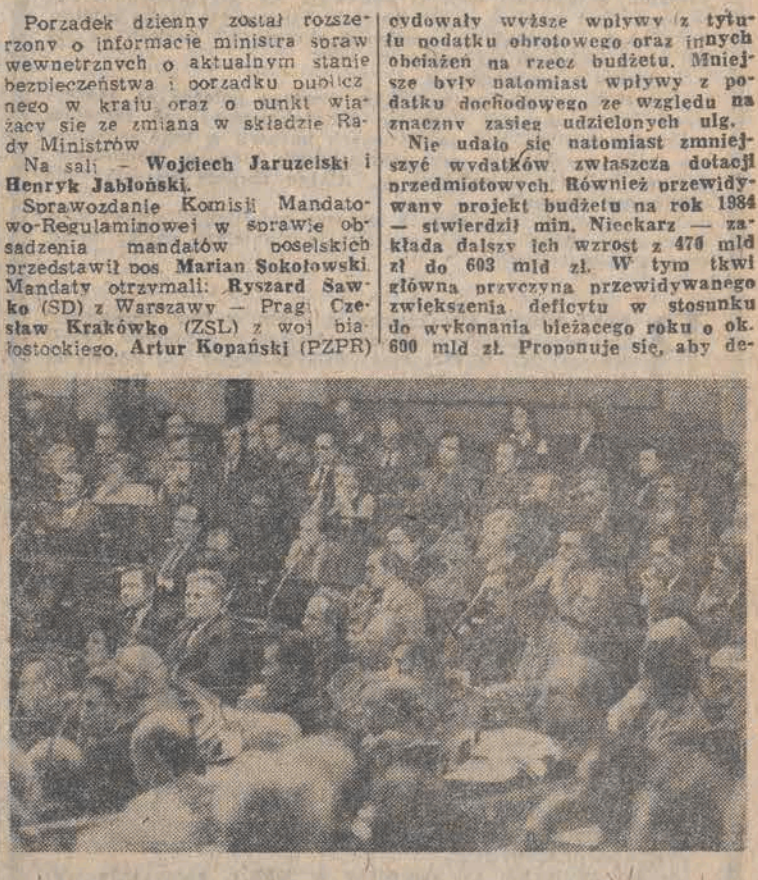 Porządek dzienny został rozsze-
rzony o informację ministra spraw
wewnętrznych o aktualnym stanie
bezpieczeństwa i porządku publicz
nego w kraju oraz o punkt wią-
żący się ze zmianą w składzie Ra-
dy Ministrów
Na sali — Wojciech Jaruzelski i
Henryk Jabłoński.
Sprawozdanie Komisji Mandato-
wo-Regulaminowej w sprawie ob-
sadzenia mandatów poselskich
przedstawił pos. Marian Sokołowski.
Mandaty otrzymali: Ryszard Saw-
ko (SD) z Warszawy — Pragi Cze-
sław Krakówko (ZSL) z woj bia-
łostockiego, Artur Kopański (PZPR)
cydowały wyższe wpływy z tytu-
łu podatku obrotowego oraz innych
obciążeń na rzecz budżetu. Mniej-
sze były natomiast wpływy z po-
datku dochodowego ze względu na
znaczny zasięg udzielonych ulg.
Nie udało się natomiast zmniej-
szyć wydatków, zwłaszcza dotacji
przedmiotowych. Również przewidy-
wany projekt budżetu na rok 1984
— stwierdził min. Nieckarz — za-
kłada dalszy ich wzrost z 470 mld
zł do 603 mld zł. W tym tkwi
główna przyczyna przewidywanego
zwiększenia deficytu w stosunku
do wykonania bieżącego roku o ok.
600 mld zł. Proponuje się, aby de-